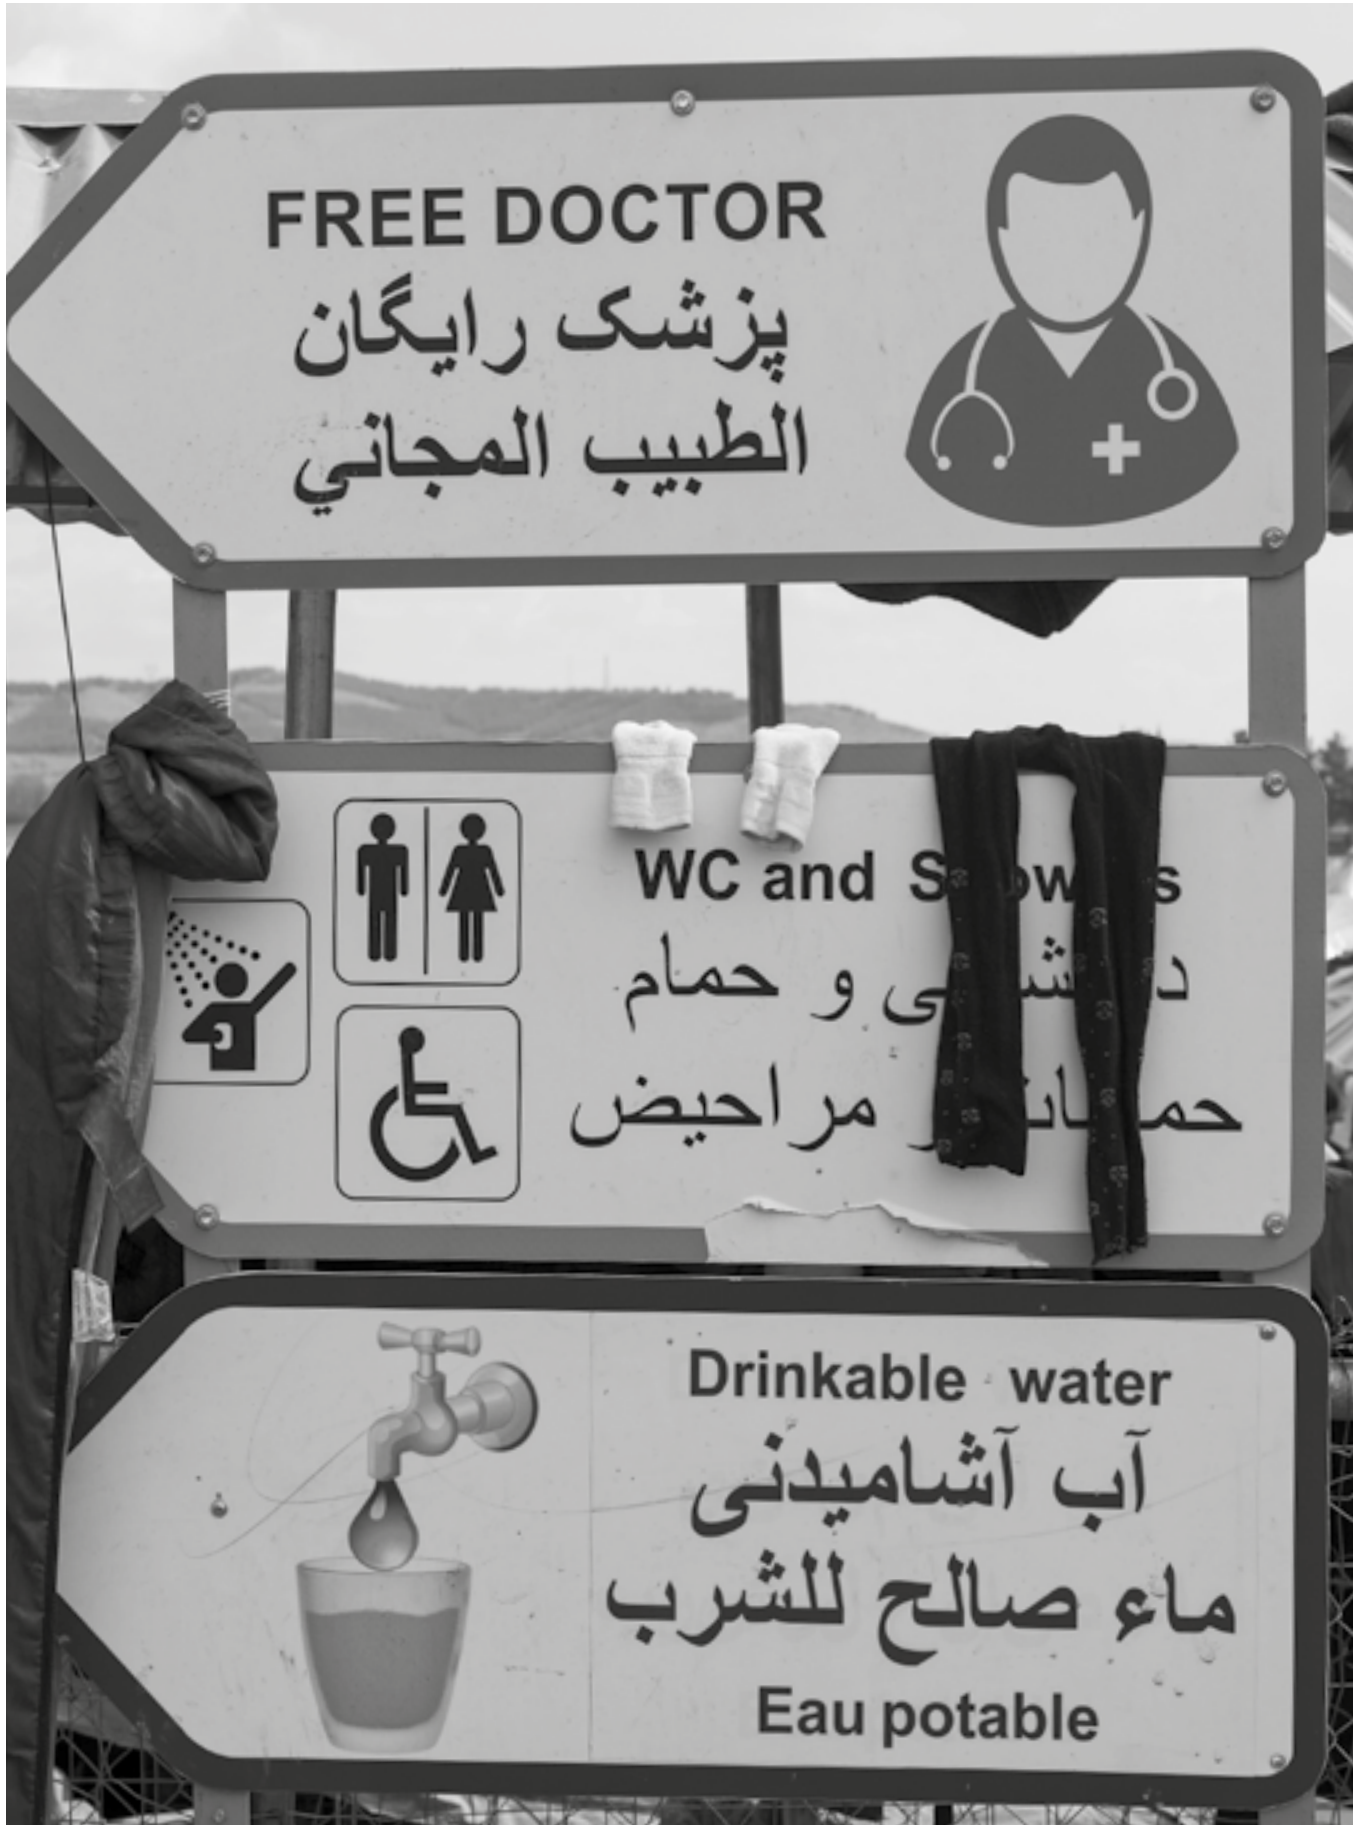 FREE DOCTOR
پزشک رایگان
الطبيب المجاني
WC and
و حمام
مراحيض
Drinkable water
آب آشامیدنی
ماء صالح للشرب
Eau potable